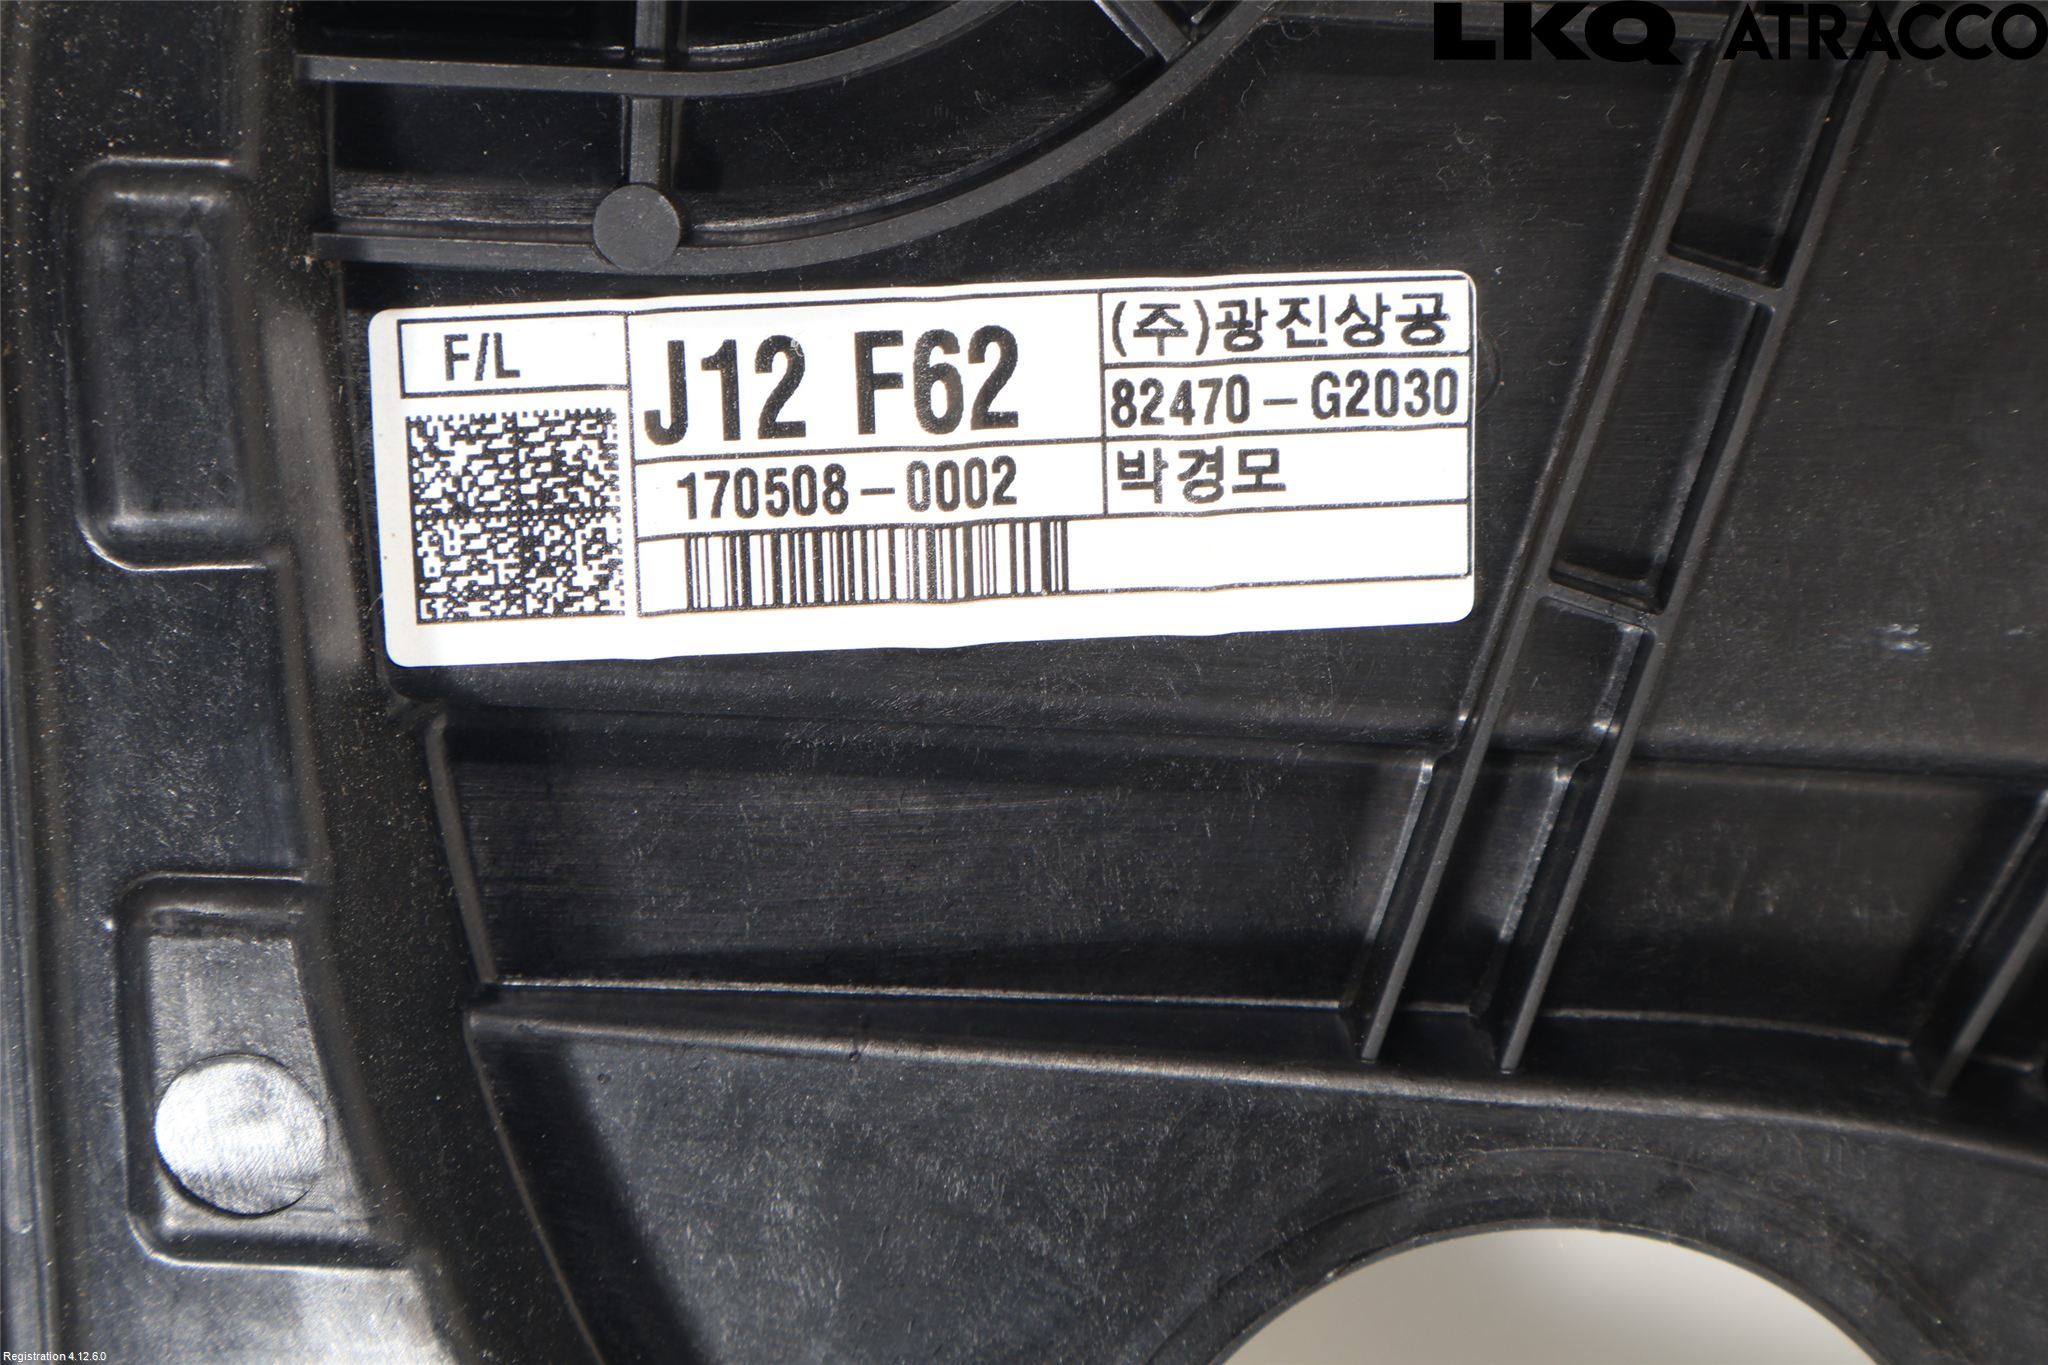 LKQ ATRACCO
F/L
J12 F62
(주)광진상공
82470-G2030
170508-0002
박경모
Registration 4.12.6.0